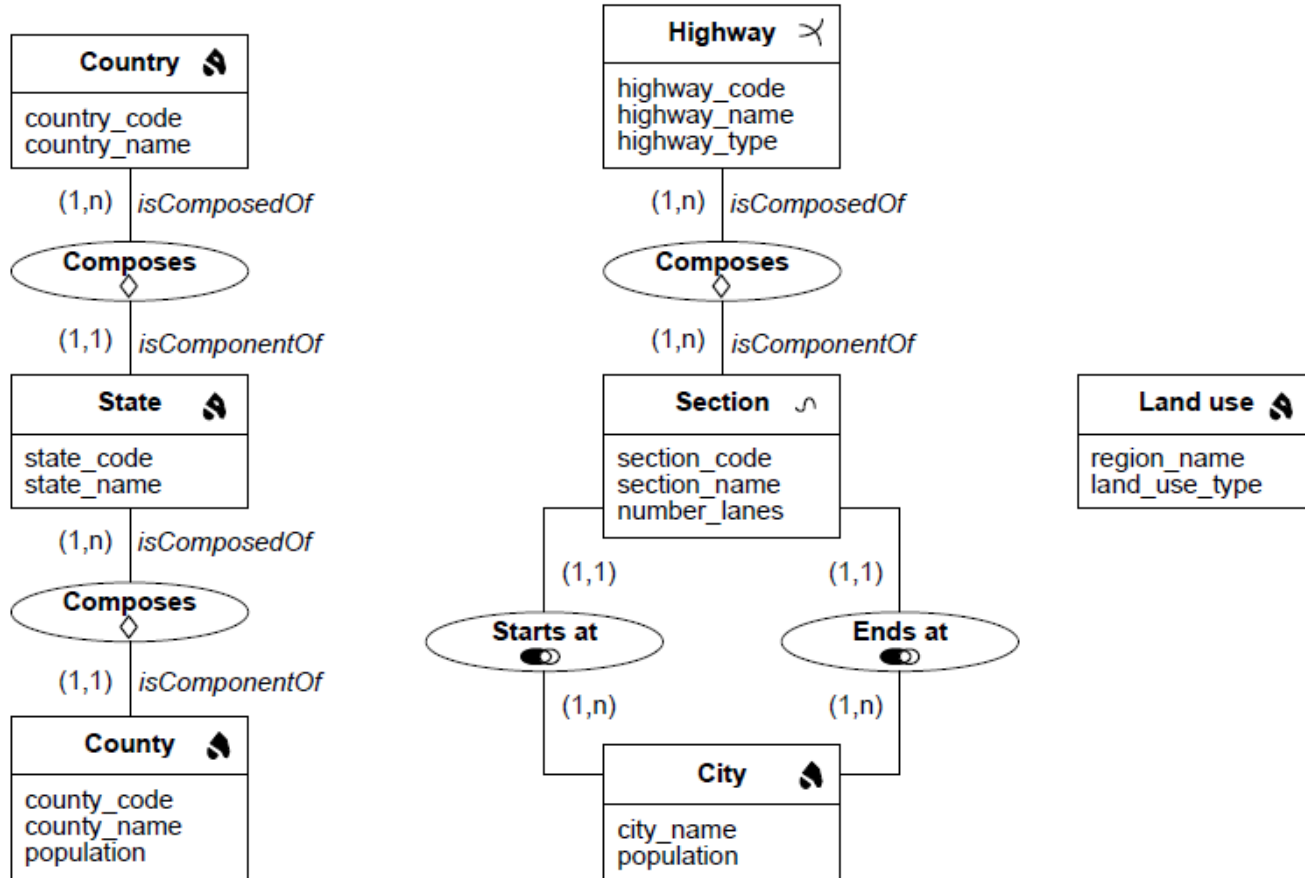 Country
country_code
country_name
(1,n) isComposedOf
Composes
(1,1) isComponentOf
State
state_code
state_name
(1,n) isComposedOf
Composes
(1,1) isComponentOf
County
county_code
county_name
population
Highway
highway_code
highway_name
highway_type
(1,n) isComposedOf
Composes
(1,n) isComponentOf
Section
section_code
section_name
number_lanes
(1,1) (1,1)
Starts at Ends at
(1,n) (1,n)
City
city_name
population
Land use
region_name
land_use_type